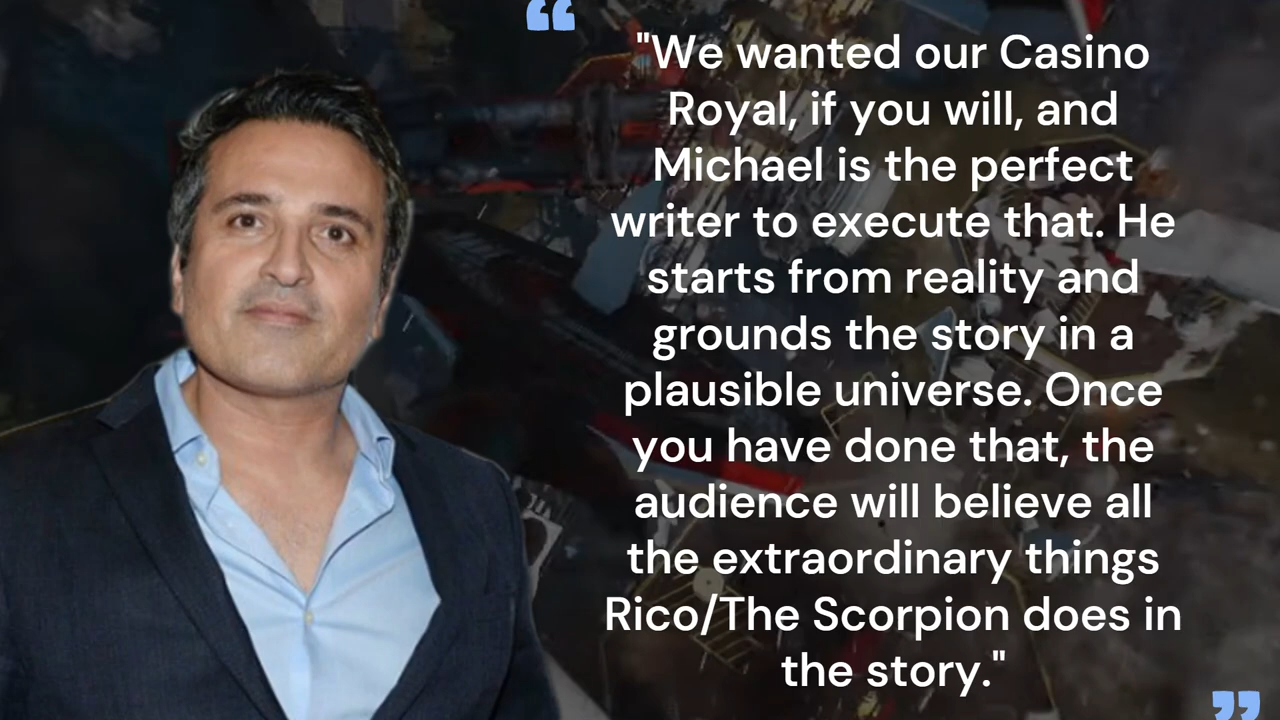 "We wanted our Casino
Royal, if you will, and
Michael is the perfect
writer to execute that. He
starts from reality and
grounds the story in a
plausible universe. Once
you have done that, the
audience will believe all
the extraordinary things
Rico/The Scorpion does in
the story."